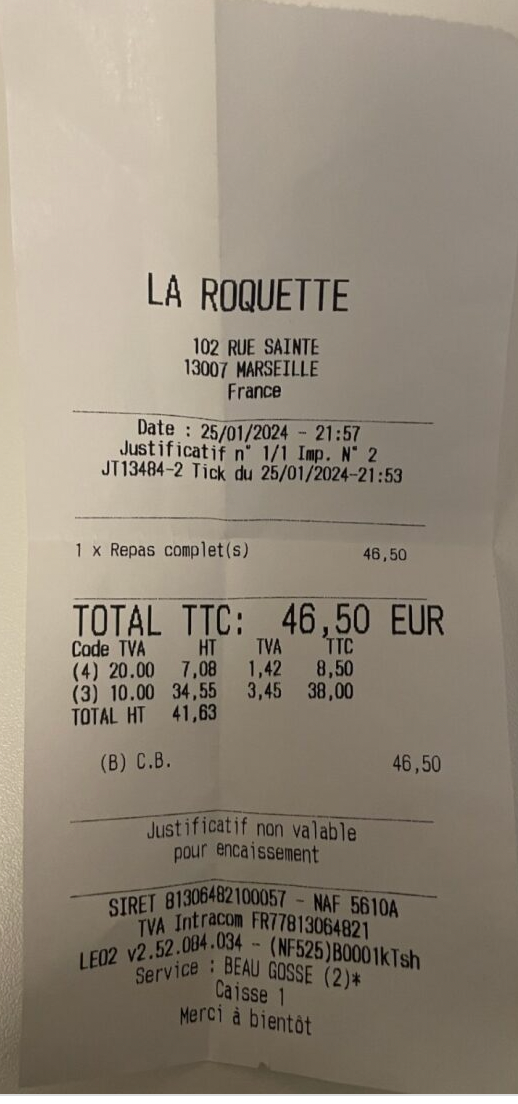 LA ROQUETTE
102 RUE SAINTE
13007 MARSEILLE
France
Date : 25/01/2024 - 21:57
Justificatif n° 1/1 Imp. N° 2
JT13484-2 Tick du 25/01/2024-21:53
1 x Repas complet(s) 46,50
TOTAL TTC: 46,50 EUR
Code TVA HT TVA TTC
(4) 20.00 7,08 1,42 8,50
(3) 10.00 34,55 3,45 38,00
TOTAL HT 41,63
(B) C.B. 46,50
Justificatif non valable
pour encaissement
SIRET 81306482100057 - NAF 5610A
TVA Intracom FR77813064821
LEO2 v2.52.084.034 - (NF525)B0001kTsh
Service : BEAU GOSSE (2)*
Caisse 1
Merci à bientôt